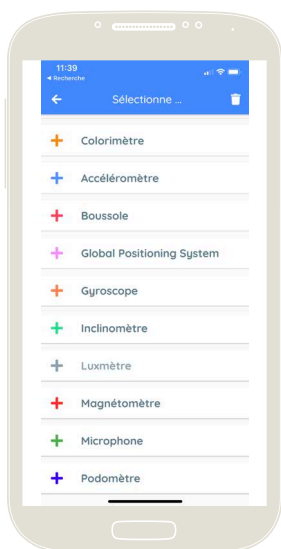 11:39
◀ Recherche
Sélectionne ...
Colorimètre
Accéléromètre
Boussole
Global Positioning System
Gyroscope
Inclinomètre
Luxmètre
Magnétomètre
Microphone
Podomètre